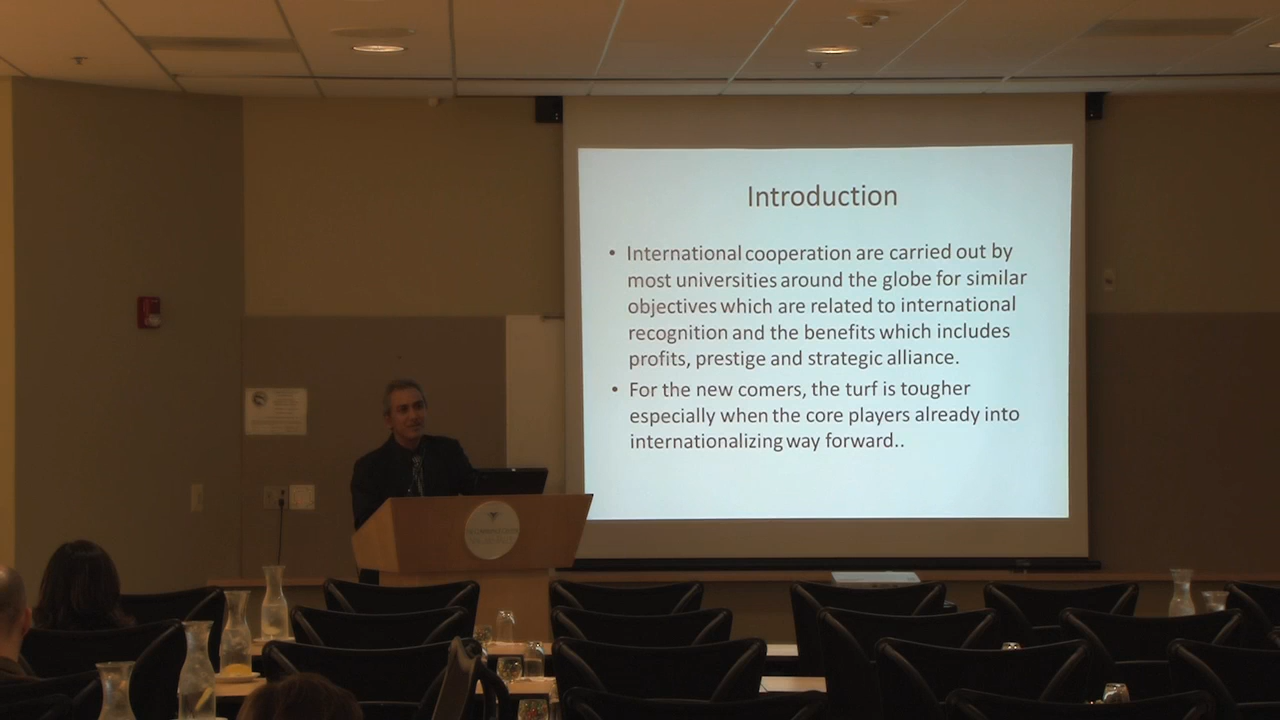 Introduction
• International cooperation are carried out by
most universities around the globe for similar
objectives which are related to international
recognition and the benefits which includes
profits, prestige and strategic alliance.
• For the new comers, the turf is tougher
especially when the core players already into
internationalizing way forward..